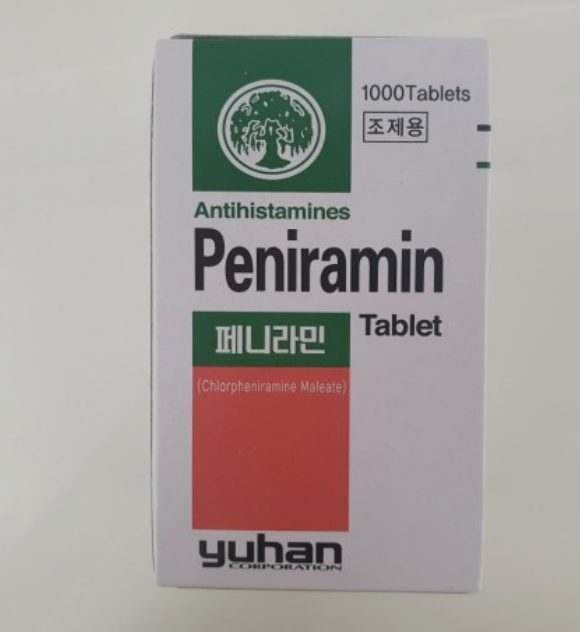 1000Tablets
조제용
Antihistamines
Peniramin
Tablet
페니라민
(Chlorpheniramine Maleate)
yuhan
CORPORATION